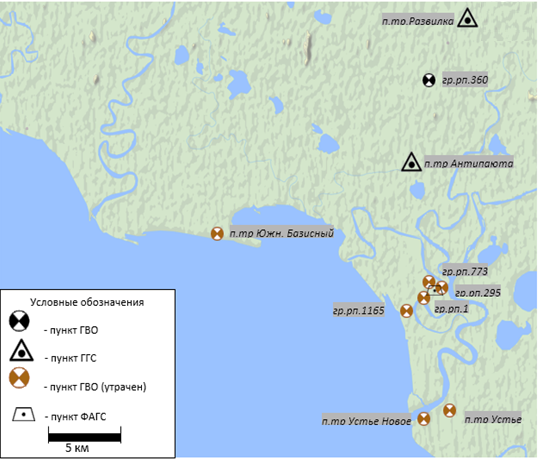 п.тр.Развилка
гр.рп.360
п.тр Антипаюта
п.тр Южн. Базисный
гр.рп.773
гр.рп.295
гр.рп.1
гр.рп.1165
п.тр Устье Новое
п.тр Устье
Условные обозначения
- пункт ГВО
- пункт ГГС
- пункт ГВО (утрачен)
- пункт ФАГС
5 км